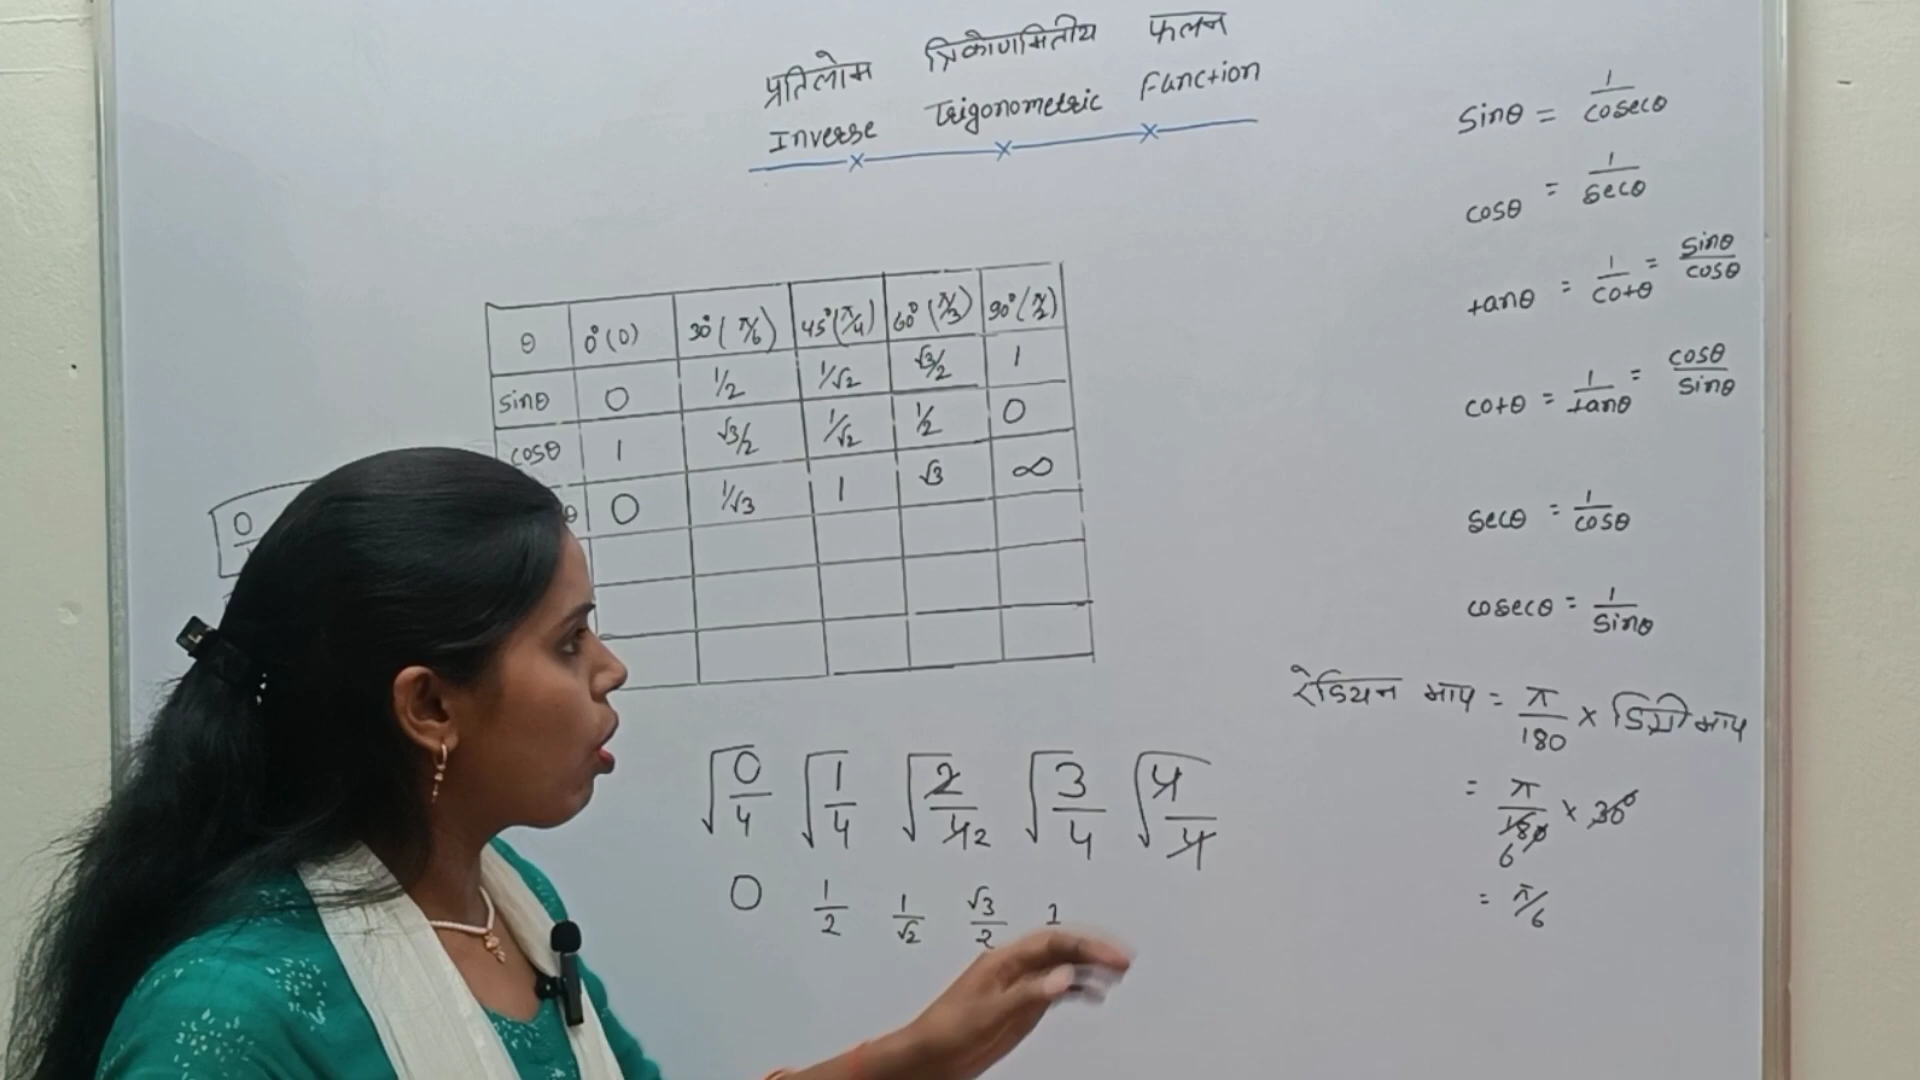 प्रतिलोम त्रिकोणमितीय फलन
Inverse Trigonometric Function
θ 0°(0) 30°(π/6) 45°(π/4) 60°(π/3) 90°(π/2)
sinθ 0 1/2 1/√2 √3/2 1
cosθ 1 √3/2 1/√2 1/2 0
θ 0 1/√3 1 √3 ∞
0
√0/4 √1/4 √2/42 √3/4 √4/4
0 1/2 1/√2 √3/2 1
sinθ = 1/cosecθ
cosθ = 1/secθ
tanθ = 1/cotθ = sinθ/cosθ
cotθ = 1/tanθ = cosθ/sinθ
secθ = 1/cosθ
cosecθ = 1/sinθ
रेडियन माप = π/180 × डिग्री माप
= π/180 × 30°
6
= π/6